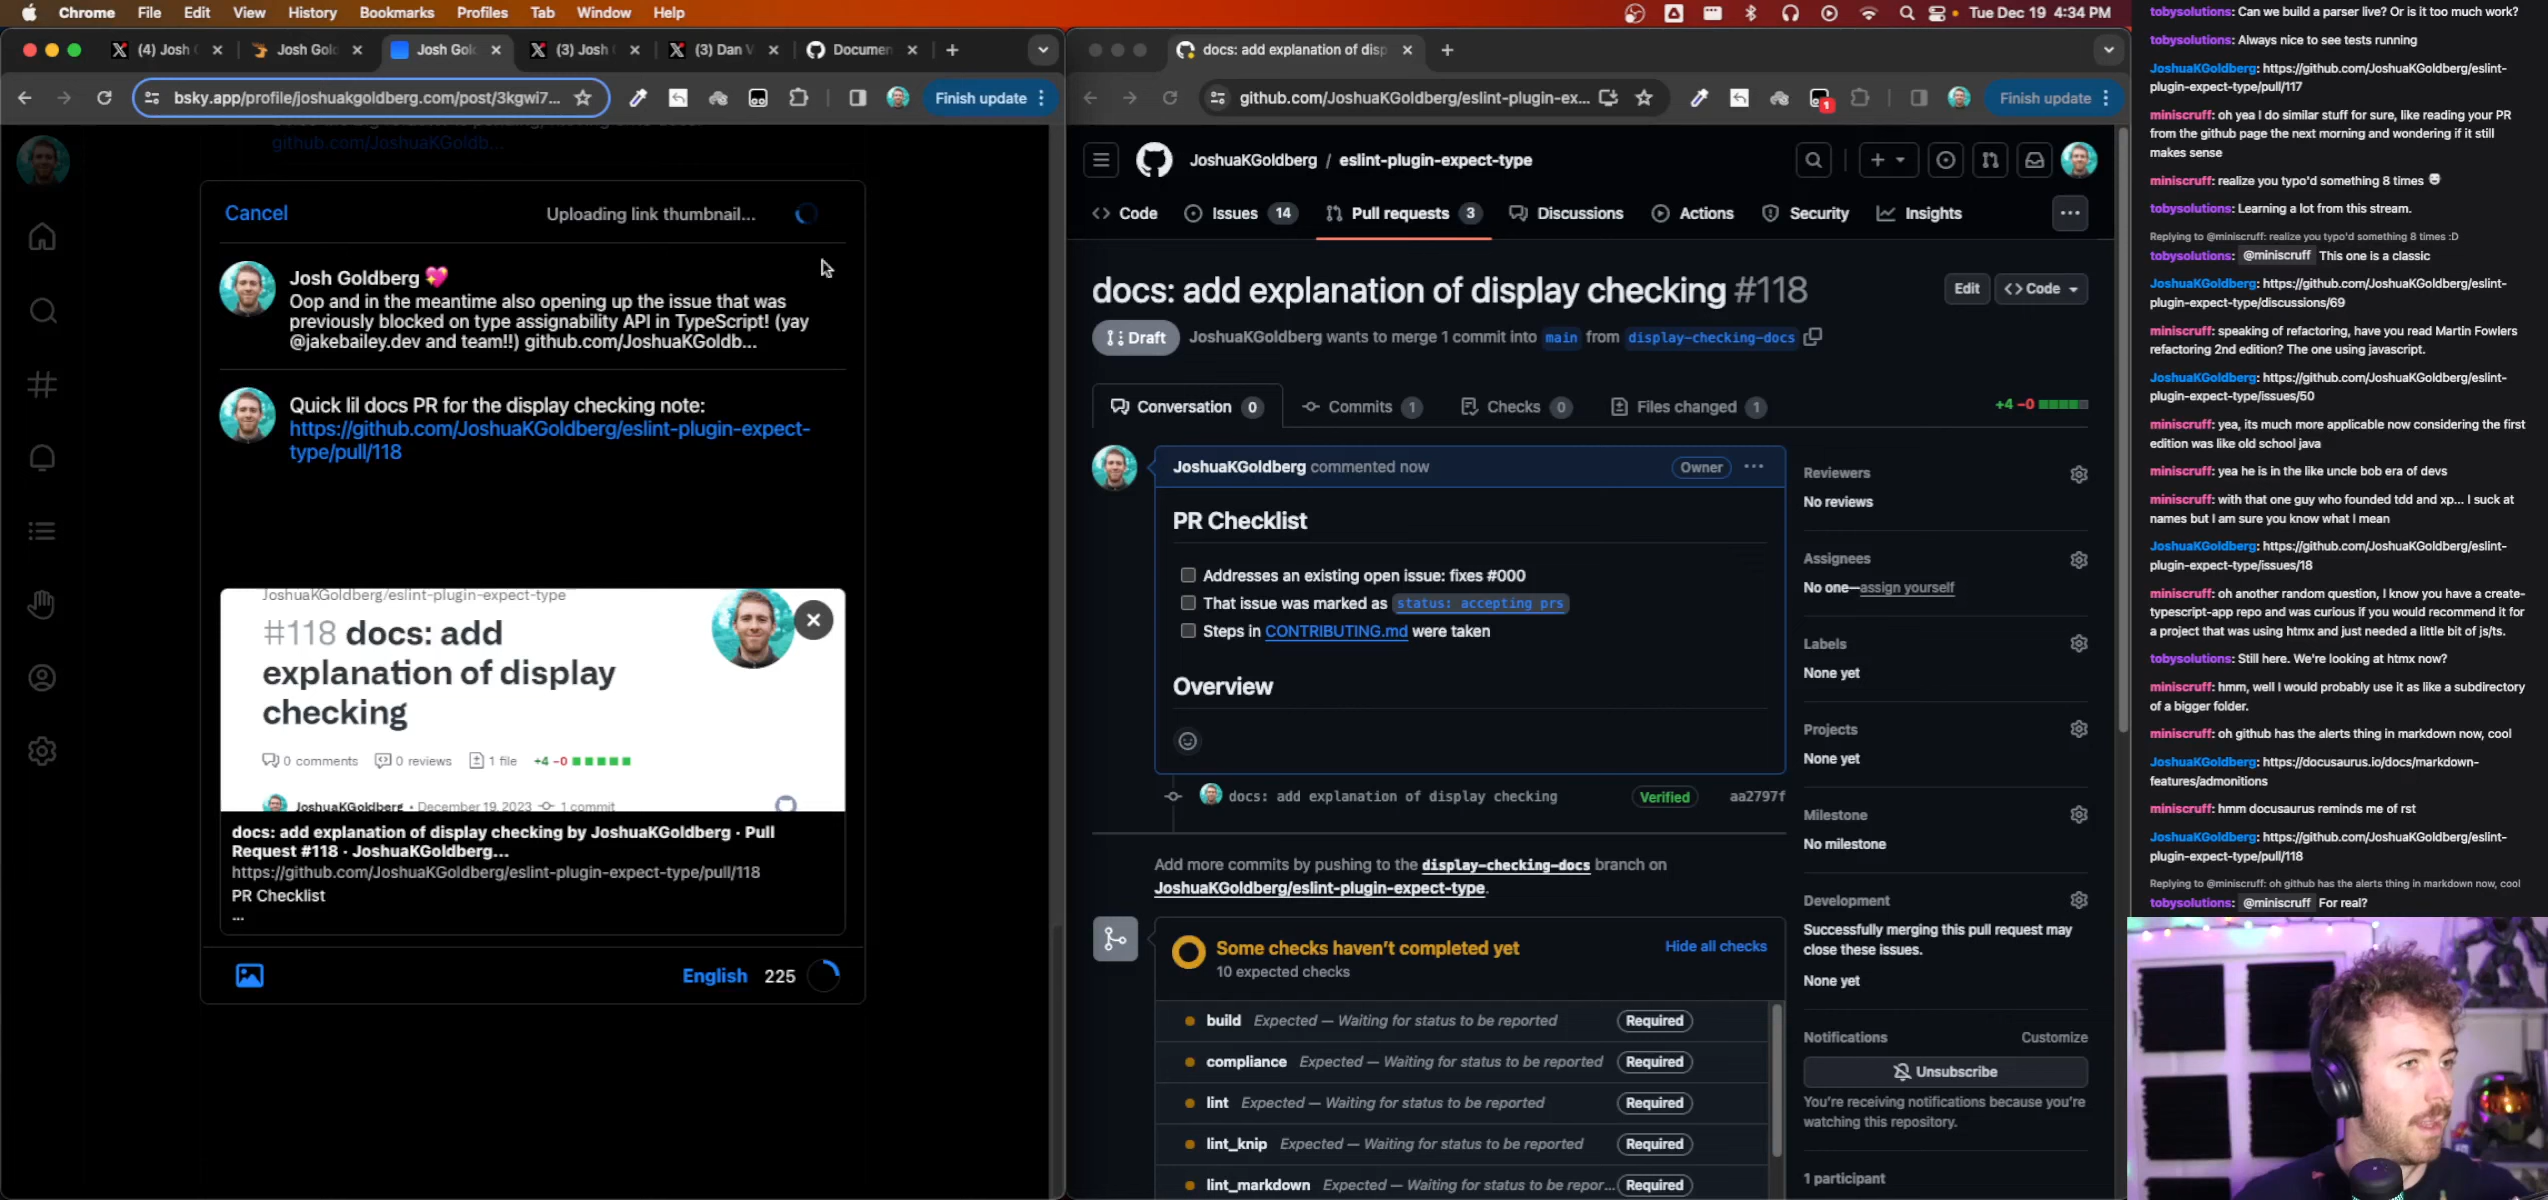 Chrome File Edit View History Bookmarks Profiles Tab Window Help
Tue Dec 19 4:34 PM
(4) Josh
Josh Gol
Josh Gol
(3) Josh
(3) Dan
Documen
bsky.app/profile/joshuakgoldberg.com/post/3kgwi7...
Finish update
github.com/JoshuaKGoldb...
Cancel
Uploading link thumbnail...
Josh Goldberg 💖
Oop and in the meantime also opening up the issue that was
previously blocked on type assignability API in TypeScript! (yay
@jakebailey.dev and team!!) github.com/JoshuaKGoldb...
Quick lil docs PR for the display checking note:
https://github.com/JoshuaKGoldberg/eslint-plugin-expect-
type/pull/118
JoshuaKGoldberg/eslint-plugin-expect-type
#118 docs: add
explanation of display
checking
0 comments 0 reviews 1 file +4 -0
JoshuaKGoldberg • December 19, 2023 1 commit
docs: add explanation of display checking by JoshuaKGoldberg · Pull
Request #118 · JoshuaKGoldberg...
https://github.com/JoshuaKGoldberg/eslint-plugin-expect-type/pull/118
PR Checklist
...
English 225
docs: add explanation of disp
github.com/JoshuaKGoldberg/eslint-plugin-ex...
1
Finish update
JoshuaKGoldberg / eslint-plugin-expect-type
Code
Issues 14
Pull requests 3
Discussions
Actions
Security
Insights
docs: add explanation of display checking #118
Edit
<> Code
Draft
JoshuaKGoldberg wants to merge 1 commit into main from display-checking-docs
Conversation 0
Commits 1
Checks 0
Files changed 1
+4 −0
JoshuaKGoldberg commented now
Owner
PR Checklist
Addresses an existing open issue: fixes #000
That issue was marked as status: accepting prs
Steps in CONTRIBUTING.md were taken
Overview
docs: add explanation of display checking
Verified
aa2797f
Add more commits by pushing to the display-checking-docs branch on
JoshuaKGoldberg/eslint-plugin-expect-type.
Some checks haven't completed yet
Hide all checks
10 expected checks
build Expected — Waiting for status to be reported Required
compliance Expected — Waiting for status to be reported Required
lint Expected — Waiting for status to be reported Required
lint_knip Expected — Waiting for status to be reported Required
lint_markdown Expected — Waiting for status to be repor... Required
Reviewers
No reviews
Assignees
No one—assign yourself
Labels
None yet
Projects
None yet
Milestone
No milestone
Development
Successfully merging this pull request may
close these issues.
None yet
Notifications
Customize
Unsubscribe
You're receiving notifications because you're
watching this repository.
1 participant
tobysolutions: Can we build a parser live? Or is it too much work?
tobysolutions: Always nice to see tests running
JoshuaKGoldberg: https://github.com/JoshuaKGoldberg/eslint-
plugin-expect-type/pull/117
miniscruff: oh yea I do similar stuff for sure, like reading your PR
from the github page the next morning and wondering if it still
makes sense
miniscruff: realize you typo'd something 8 times
tobysolutions: Learning a lot from this stream.
Replying to @miniscruff: realize you typo'd something 8 times :D
tobysolutions: @miniscruff This one is a classic
JoshuaKGoldberg: https://github.com/JoshuaKGoldberg/eslint-
plugin-expect-type/discussions/69
miniscruff: speaking of refactoring, have you read Martin Fowlers
refactoring 2nd edition? The one using javascript.
JoshuaKGoldberg: https://github.com/JoshuaKGoldberg/eslint-
plugin-expect-type/issues/50
miniscruff: yea, its much more applicable now considering the first
edition was like old school java
miniscruff: yea he is in the like uncle bob era of devs
miniscruff: with that one guy who founded tdd and xp... I suck at
names but I am sure you know what I mean
JoshuaKGoldberg: https://github.com/JoshuaKGoldberg/eslint-
plugin-expect-type/issues/18
miniscruff: oh another random question, I know you have a create-
typescript-app repo and was curious if you would recommend it for
a project that was using htmx and just needed a little bit of js/ts.
tobysolutions: Still here. We're looking at htmx now?
miniscruff: hmm, well I would probably use it as like a subdirectory
of a bigger folder.
miniscruff: oh github has the alerts thing in markdown now, cool
JoshuaKGoldberg: https://docusaurus.io/docs/markdown-
features/admonitions
miniscruff: hmm docusaurus reminds me of rst
JoshuaKGoldberg: https://github.com/JoshuaKGoldberg/eslint-
plugin-expect-type/pull/118
Replying to @miniscruff: oh github has the alerts thing in markdown now, cool
tobysolutions: @miniscruff For real?